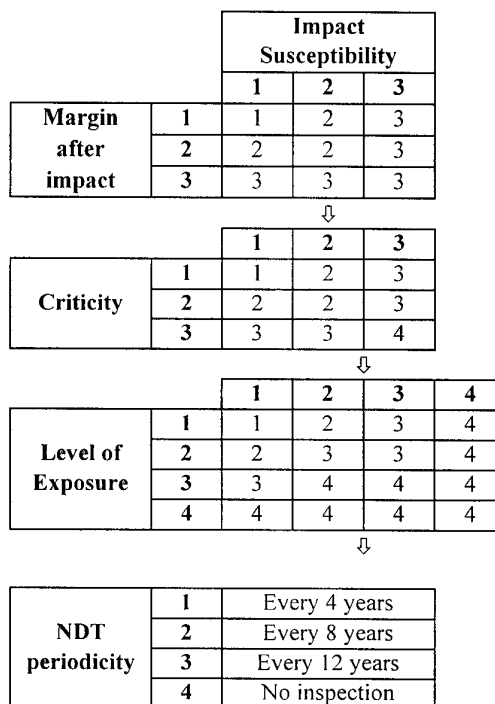 Impact
Susceptibility
1 2 3
Margin after impact 1 1 2 3
2 2 2 3
3 3 3 3
⇩
1 2 3
Criticity 1 1 2 3
2 2 2 3
3 3 3 4
⇩
1 2 3 4
Level of Exposure 1 1 2 3 4
2 2 3 3 4
3 3 4 4 4
4 4 4 4 4
⇩
NDT periodicity 1 Every 4 years
2 Every 8 years
3 Every 12 years
4 No inspection